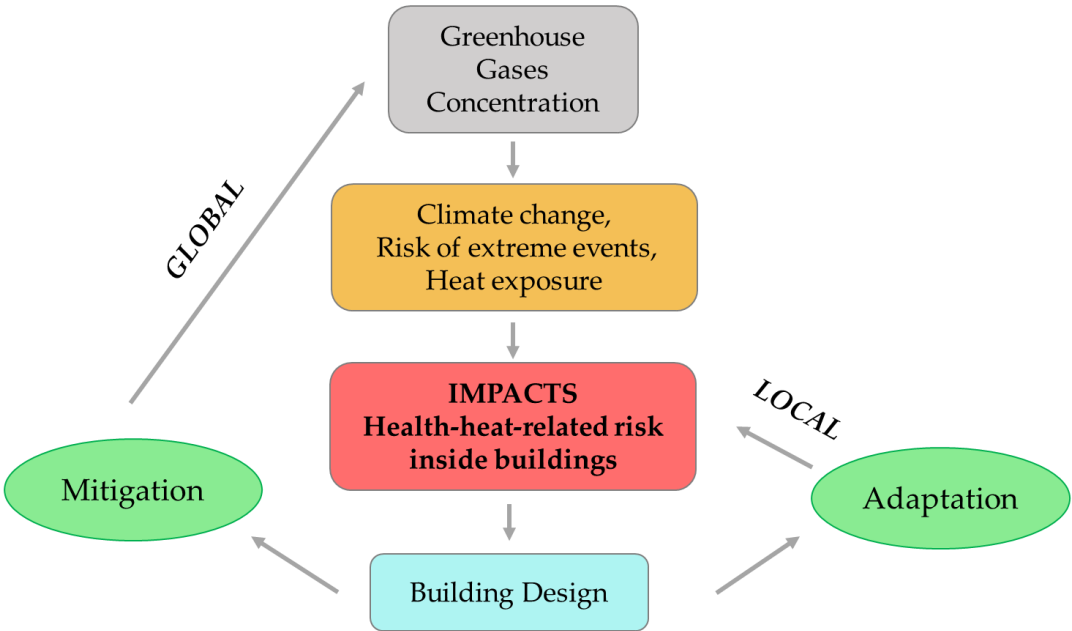 Greenhouse
Gases
Concentration
GLOBAL
Climate change,
Risk of extreme events,
Heat exposure
IMPACTS
Health-heat-related risk
inside buildings
LOCAL
Mitigation
Adaptation
Building Design